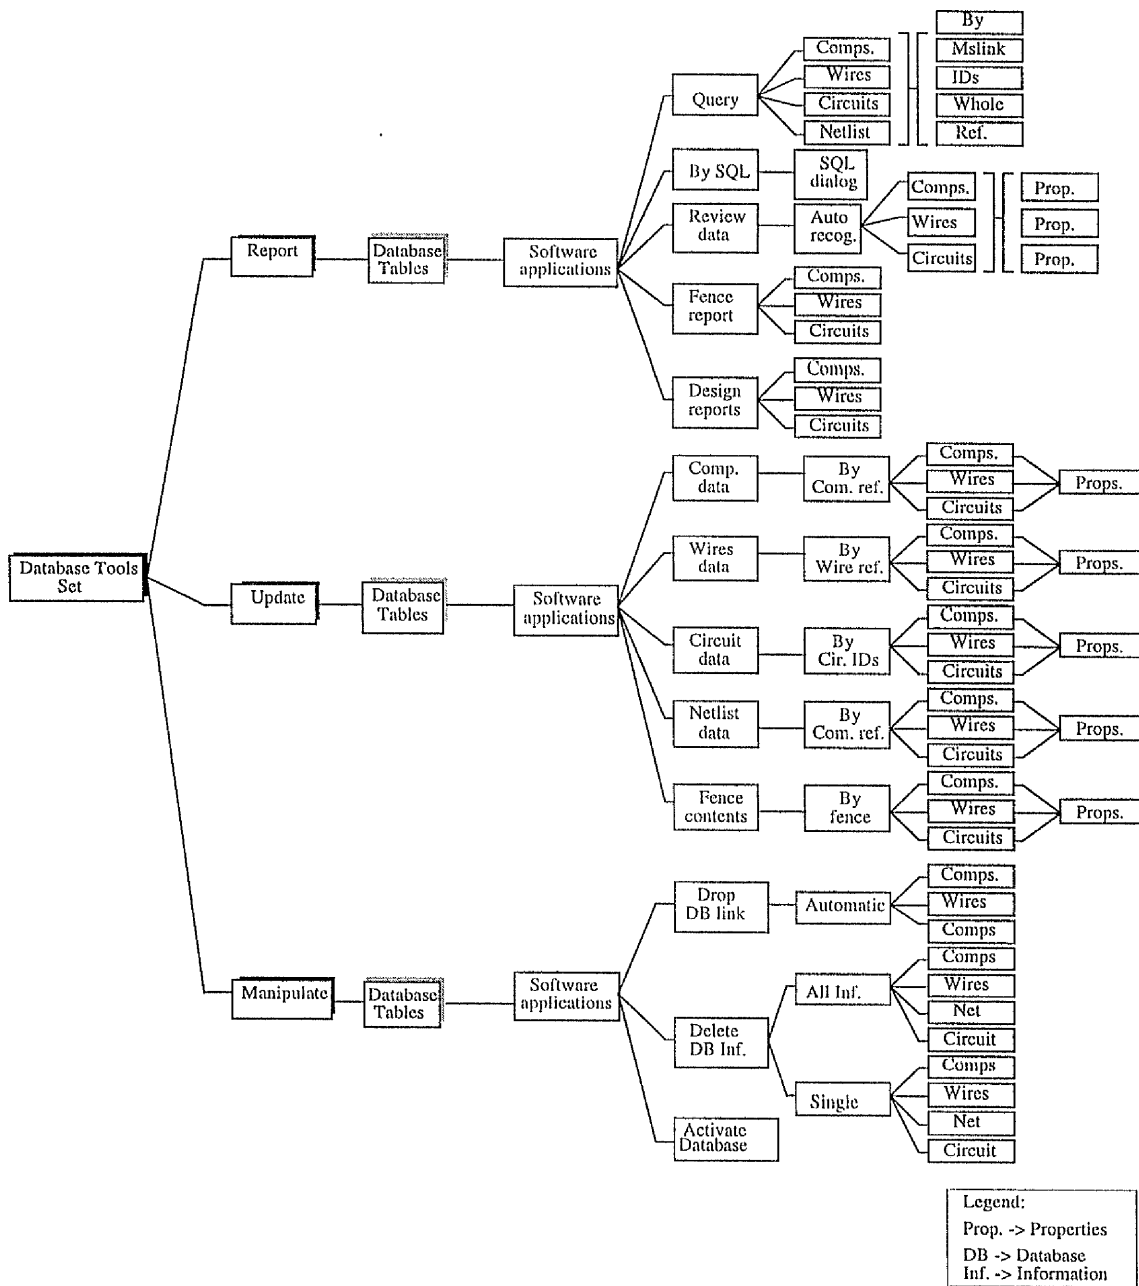 By
Comps.
Mslink
Wires
IDs
Query
Circuits
Whole
Netlist
Ref.
By SQL
SQL
dialog
Review
data
Auto
recog.
Comps.
Prop.
Wires
Prop.
Circuits
Prop.
Report
Database
Tables
Software
applications
Fence
report
Comps.
Wires
Circuits
Design
reports
Comps.
Wires
Circuits
Database Tools
Set
Update
Database
Tables
Software
applications
Comp.
data
By
Com. ref.
Comps.
Wires
Circuits
Props.
Wires
data
By
Wire ref.
Comps.
Wires
Circuits
Props.
Circuit
data
By
Cir. IDs
Comps.
Wires
Circuits
Props.
Netlist
data
By
Com. ref.
Comps.
Wires
Circuits
Props.
Fence
contents
By
fence
Comps.
Wires
Circuits
Props.
Manipulate
Database
Tables
Software
applications
Drop
DB link
Automatic
Comps.
Wires
Comps
Delete
DB Inf.
All Inf.
Comps
Wires
Net
Circuit
Single
Comps
Wires
Net
Circuit
Activate
Database
Legend:
Prop. -> Properties
DB -> Database
Inf. -> Information